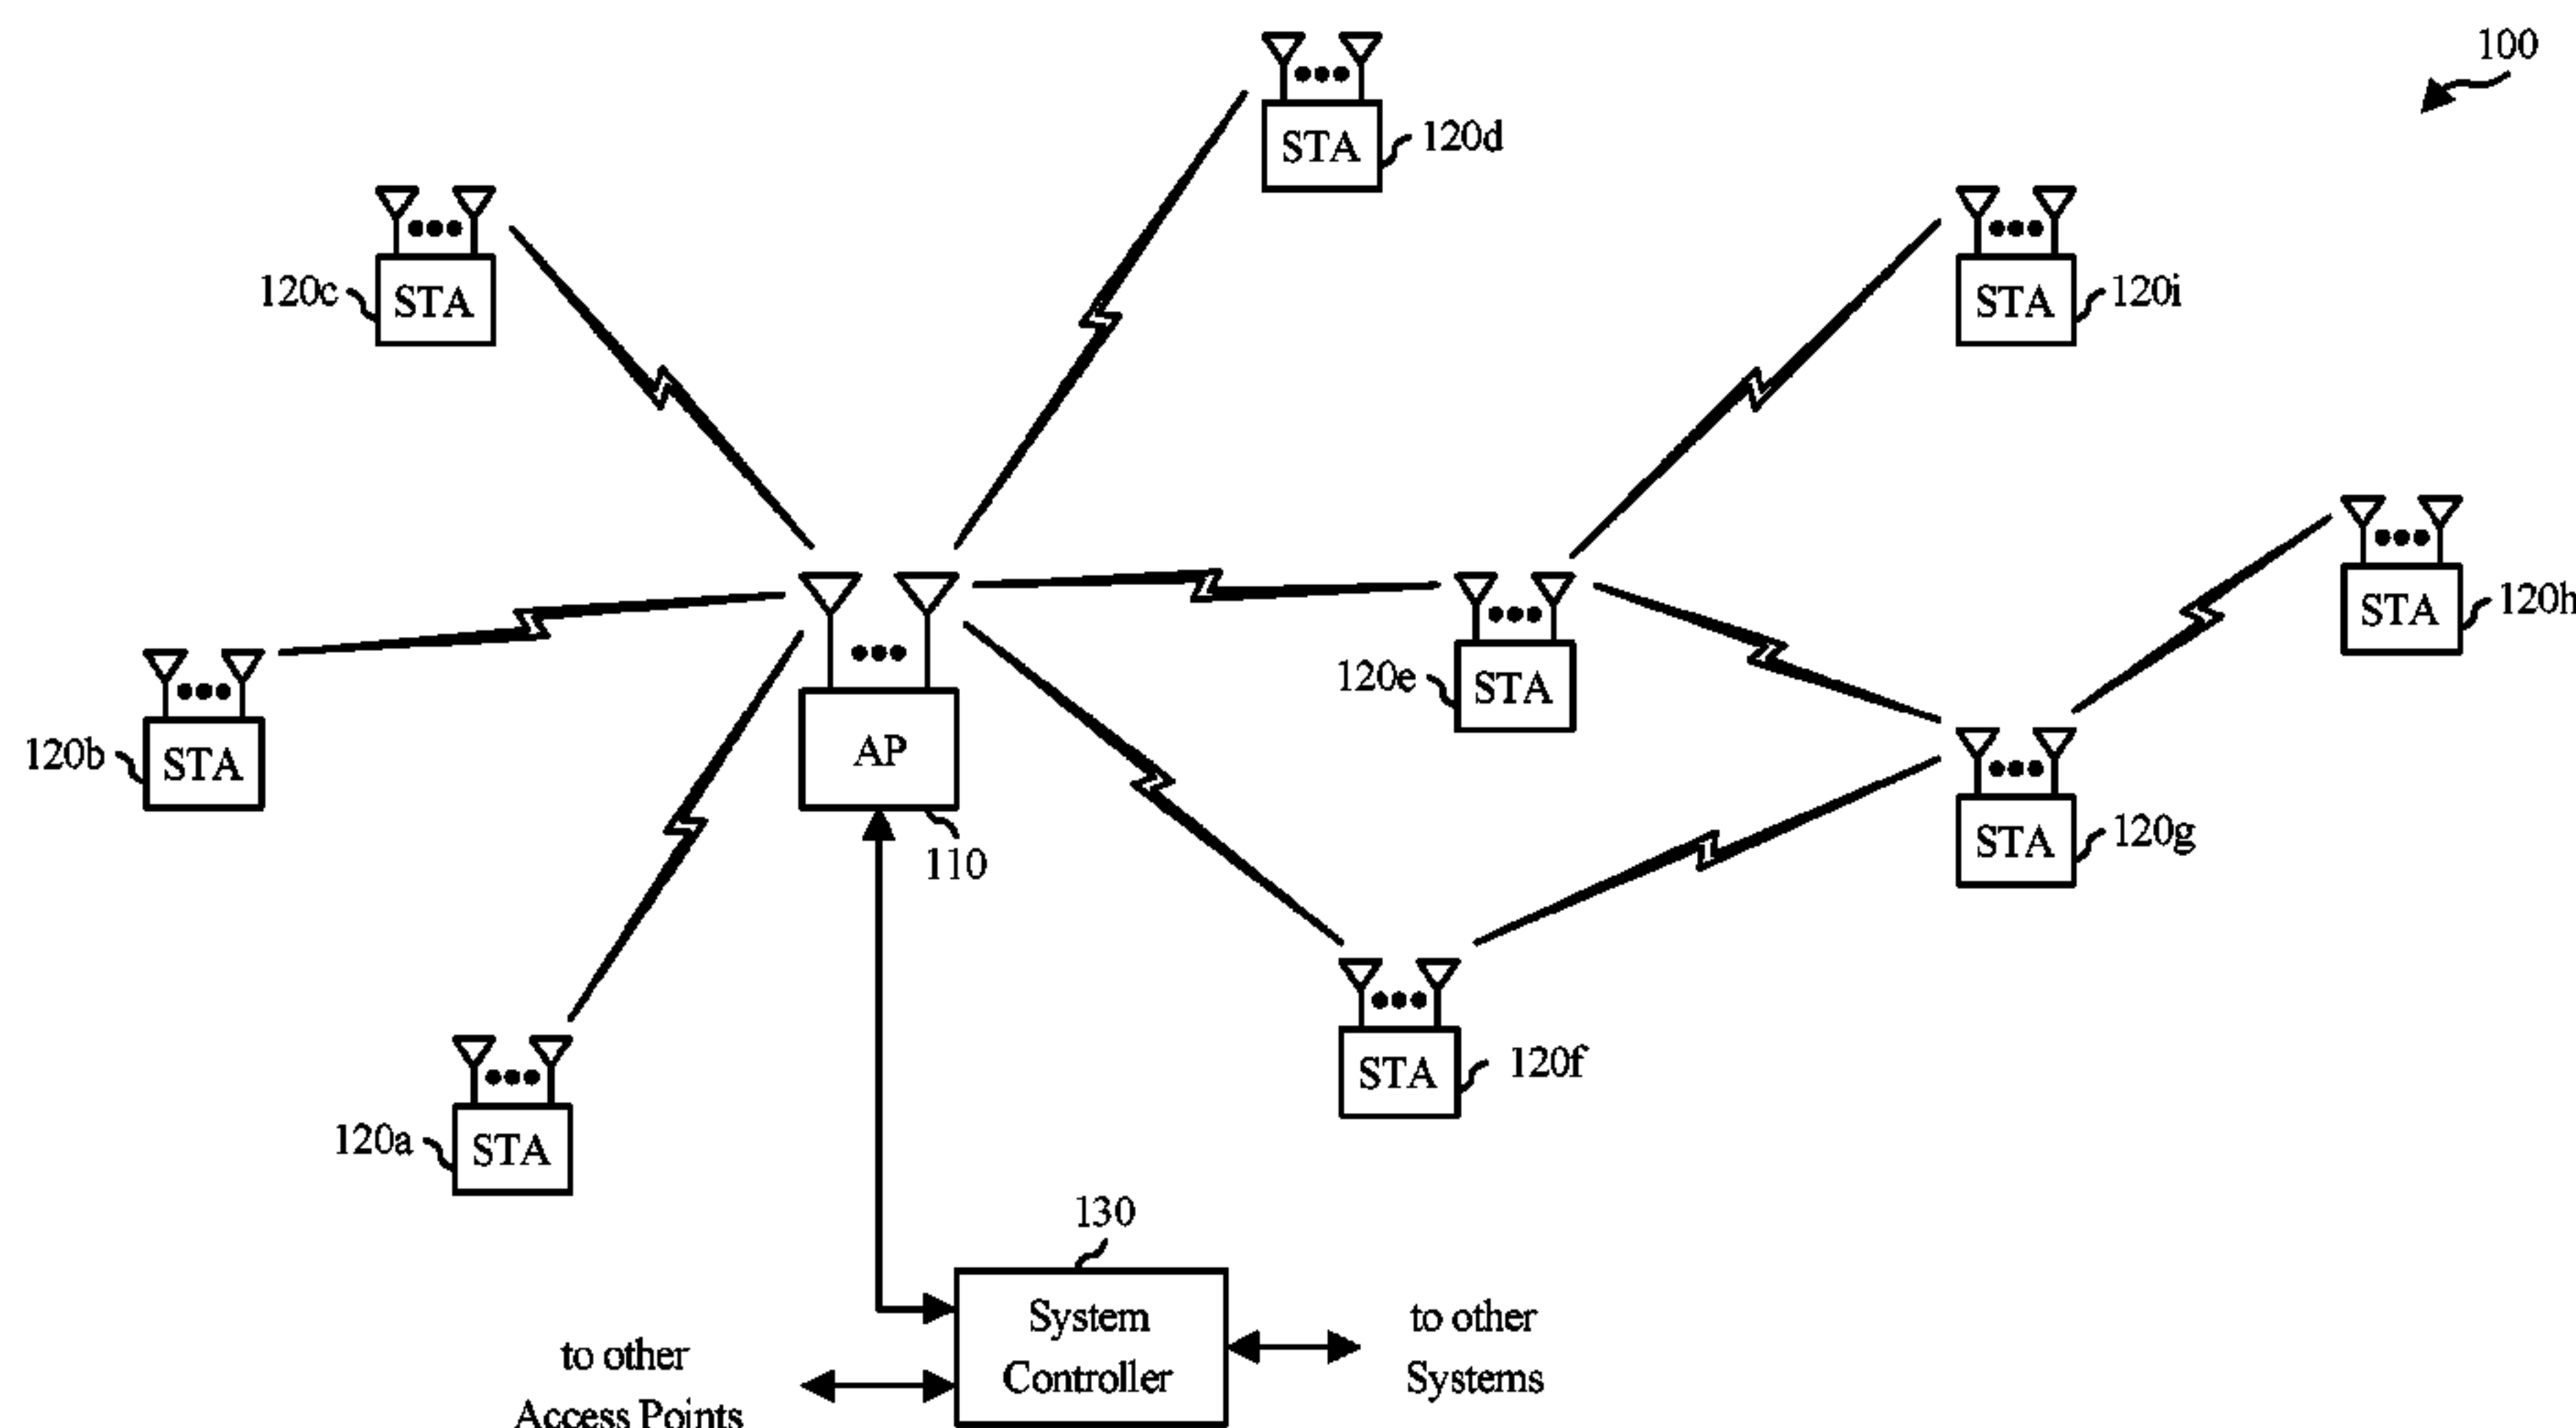 100
STA
120d
120c
STA
STA
120i
STA
120h
120e
STA
120b
STA
AP
110
STA
120g
STA
120f
120a
STA
130
System
Controller
to other
Systems
to other
Access Points